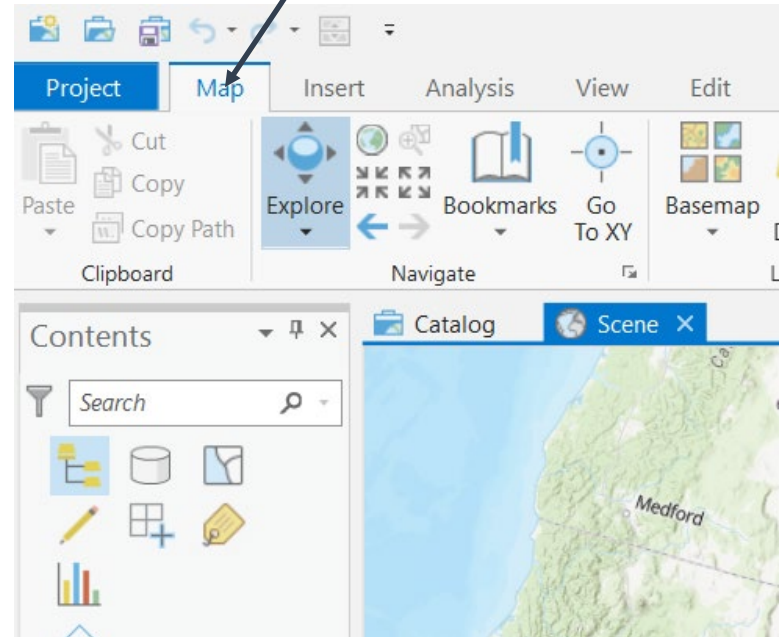 Project Map Insert Analysis View Edit
Cut
Copy
Paste
Copy Path
Explore
Bookmarks
Go
To XY
Basemap
Clipboard
Navigate
Contents
Search
Catalog
Scene
Medford